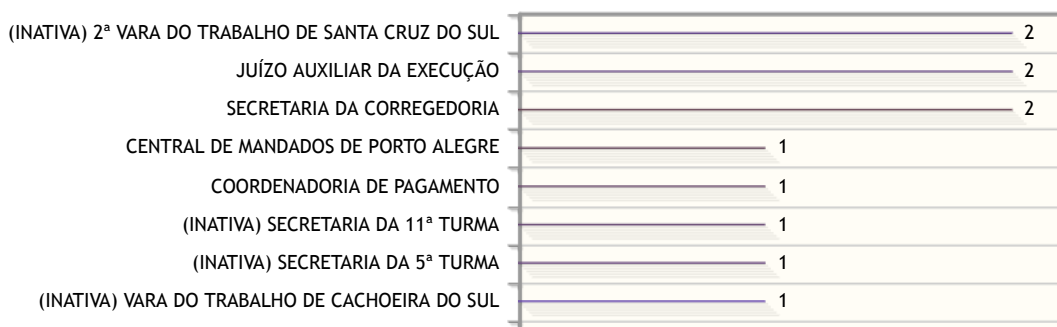 (INATIVA) 2ª VARA DO TRABALHO DE SANTA CRUZ DO SUL 2
JUÍZO AUXILIAR DA EXECUÇÃO 2
SECRETARIA DA CORREGEDORIA 2
CENTRAL DE MANDADOS DE PORTO ALEGRE 1
COORDENADORIA DE PAGAMENTO 1
(INATIVA) SECRETARIA DA 11ª TURMA 1
(INATIVA) SECRETARIA DA 5ª TURMA 1
(INATIVA) VARA DO TRABALHO DE CACHOEIRA DO SUL 1